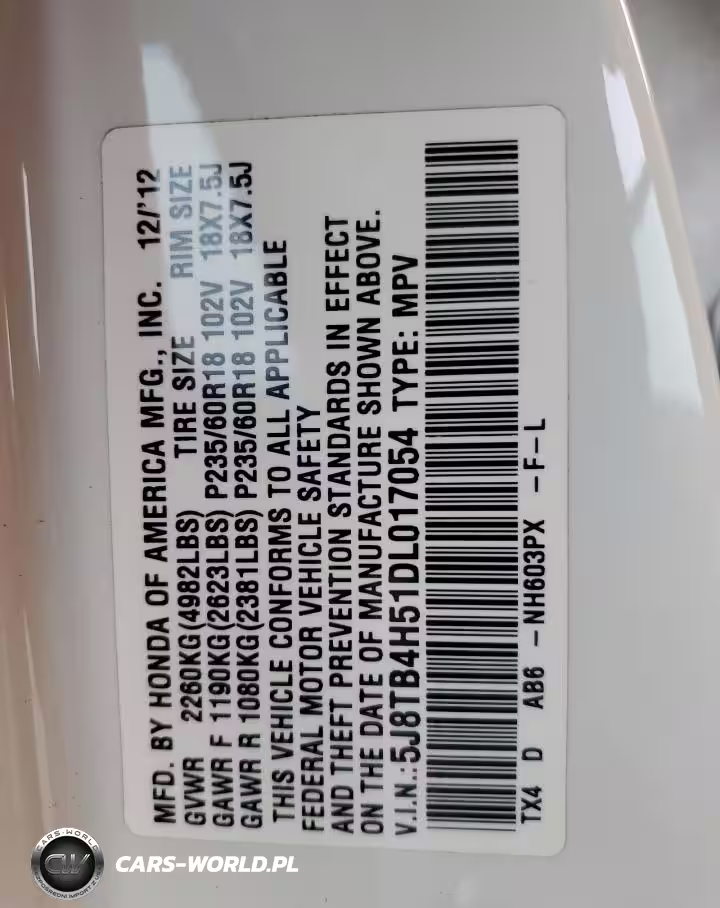 MFD. BY HONDA OF AMERICA MFG., INC. 12/'12
GVWR 2260KG(4982LBS) TIRE SIZE RIM SIZE
GAWR F 1190KG(2623LBS) P235/60R18 102V 18X7.5J
GAWR R 1080KG(2381LBS) P235/60R18 102V 18X7.5J
THIS VEHICLE CONFORMS TO ALL APPLICABLE
FEDERAL MOTOR VEHICLE SAFETY
AND THEFT PREVENTION STANDARDS IN EFFECT
ON THE DATE OF MANUFACTURE SHOWN ABOVE.
V.I.N.:5J8TB4H51DL017054 TYPE: MPV
TX4 D AB6 -NH603PX -F-L
CARS-WORLD
CW
CARS-WORLD.PL